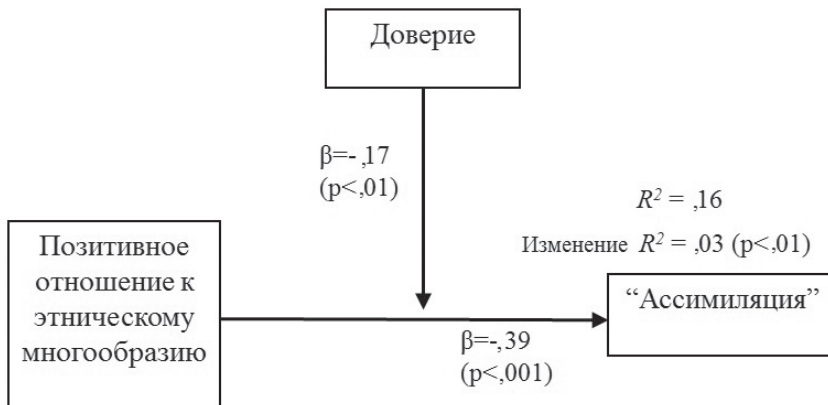 Доверие
β=-,17
(p<,01)
R² = ,16
Изменение R² = ,03 (p<,01)
Позитивное
отношение к
этническому
многообразию
“Ассимиляция”
β=-,39
(p<,001)